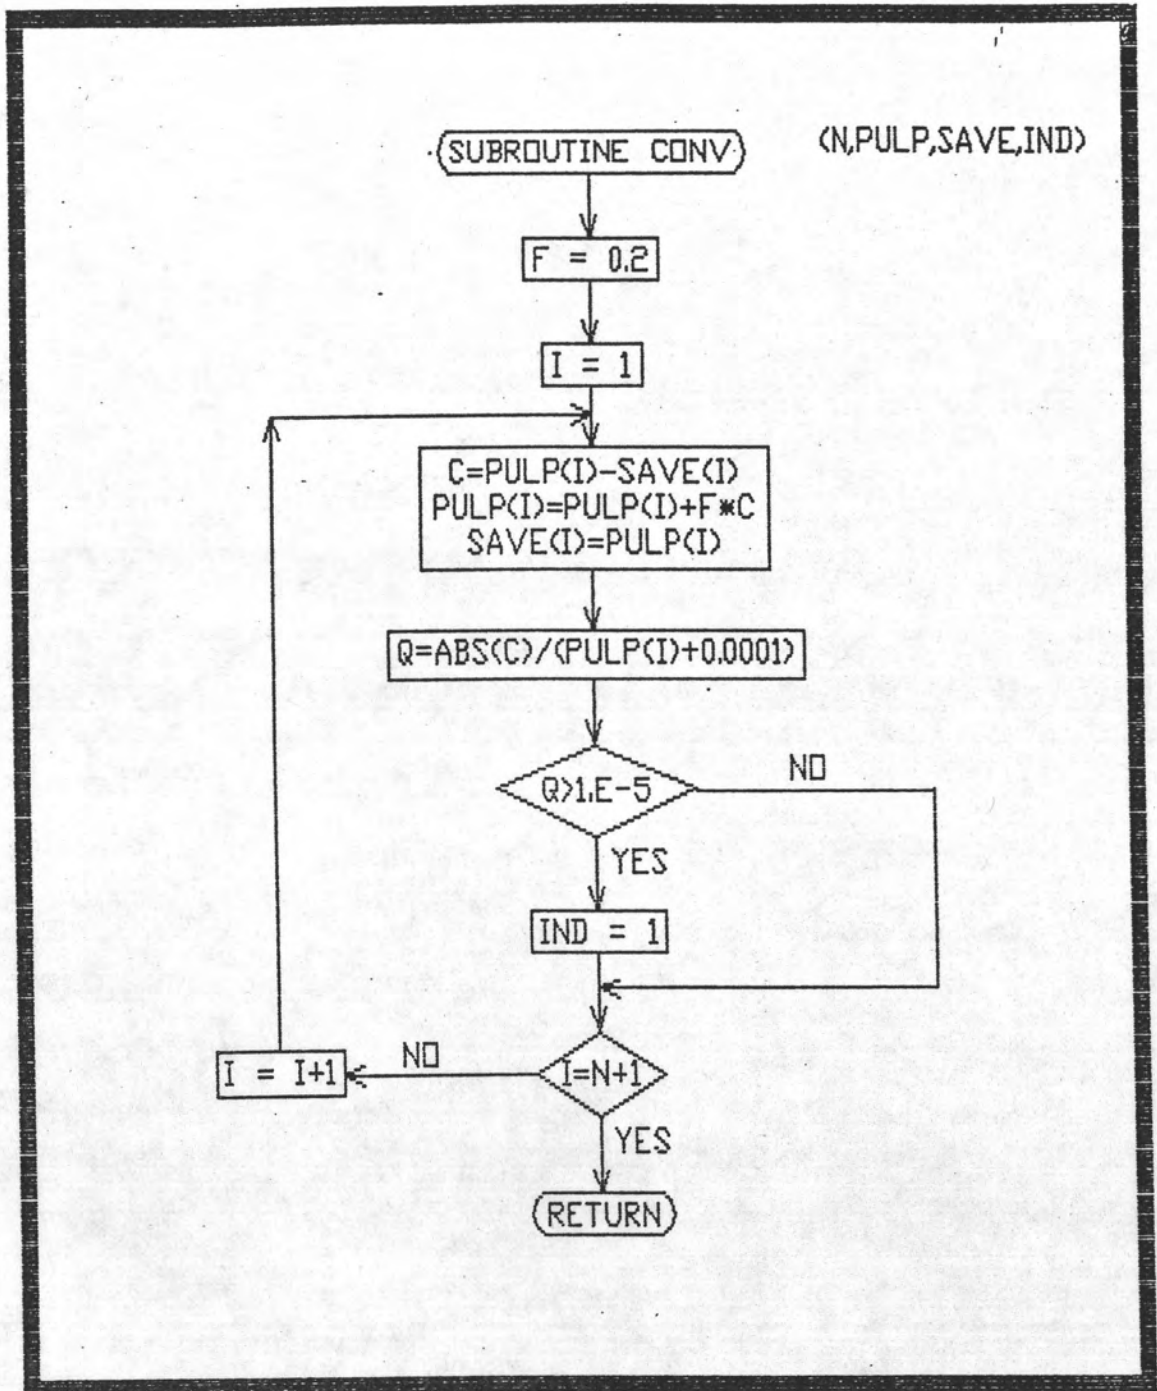 SUBROUTINE CONV
(N,PULP,SAVE,IND)
F = 0.2
I = 1
C=PULP(I)-SAVE(I)
PULP(I)=PULP(I)+F*C
SAVE(I)=PULP(I)
Q=ABS(C)/(PULP(I)+0.0001)
Q>1.E-5
NO
YES
IND = 1
I=N+1
NO
I = I+1
YES
RETURN